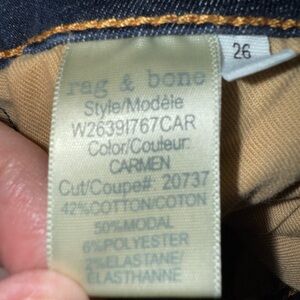 rag & bone
26
Style/Modèle
W2639I767CAR
Color/Couleur:
CARMEN
Cut/Coupe#: 20737
42%COTTON/COTON
50%MODAL
6%POLYESTER
2%ELASTANE/
ELASTHANNE